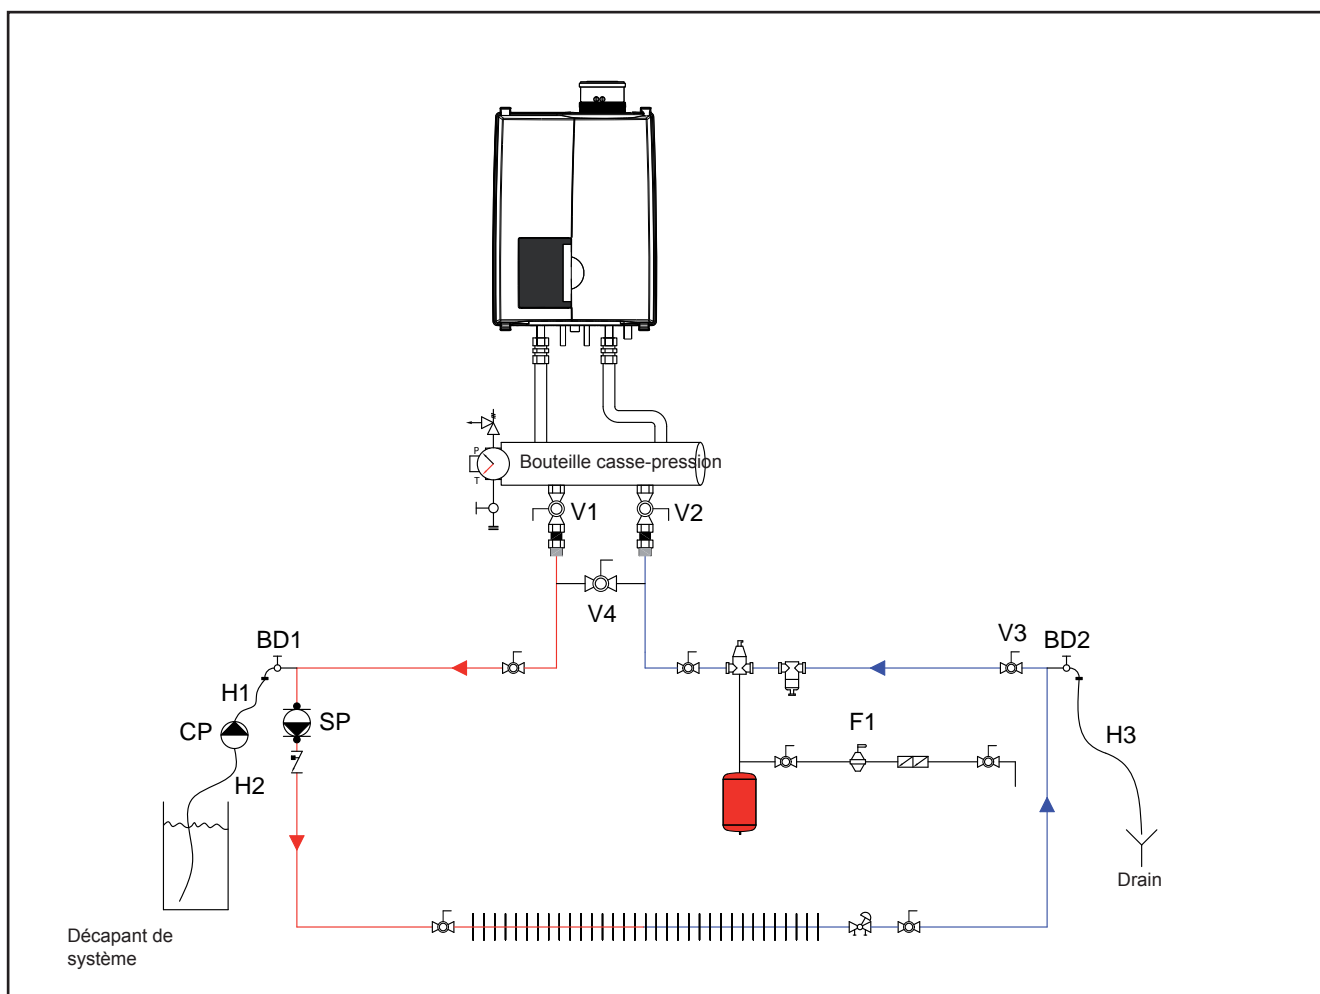 P
Bouteille casse-pression
T
V1
V2
V4
BD1
V3
BD2
H1
CP
SP
F1
H3
H2
Drain
Décapant de
système